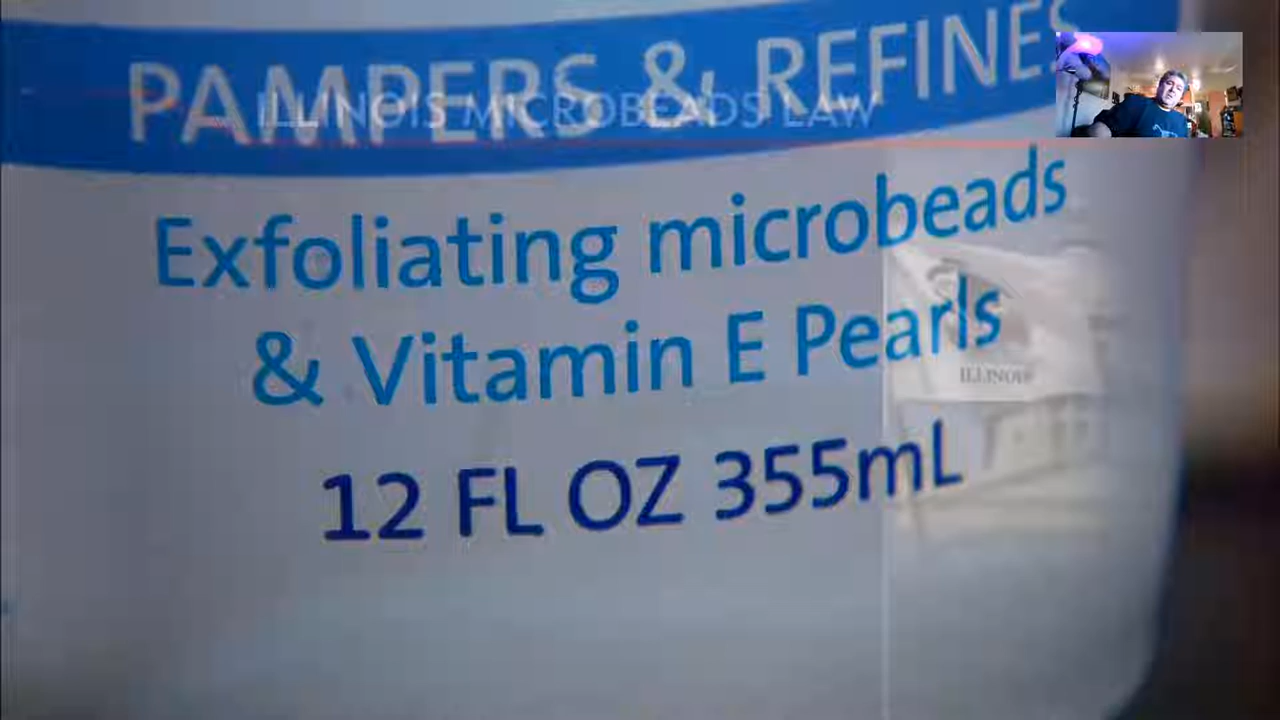 PAMPERS & REFINES
ILLINOIS MICROBEADS LAW
Exfoliating microbeads
& Vitamin E Pearls
ILLINOIS
12 FL OZ 355mL